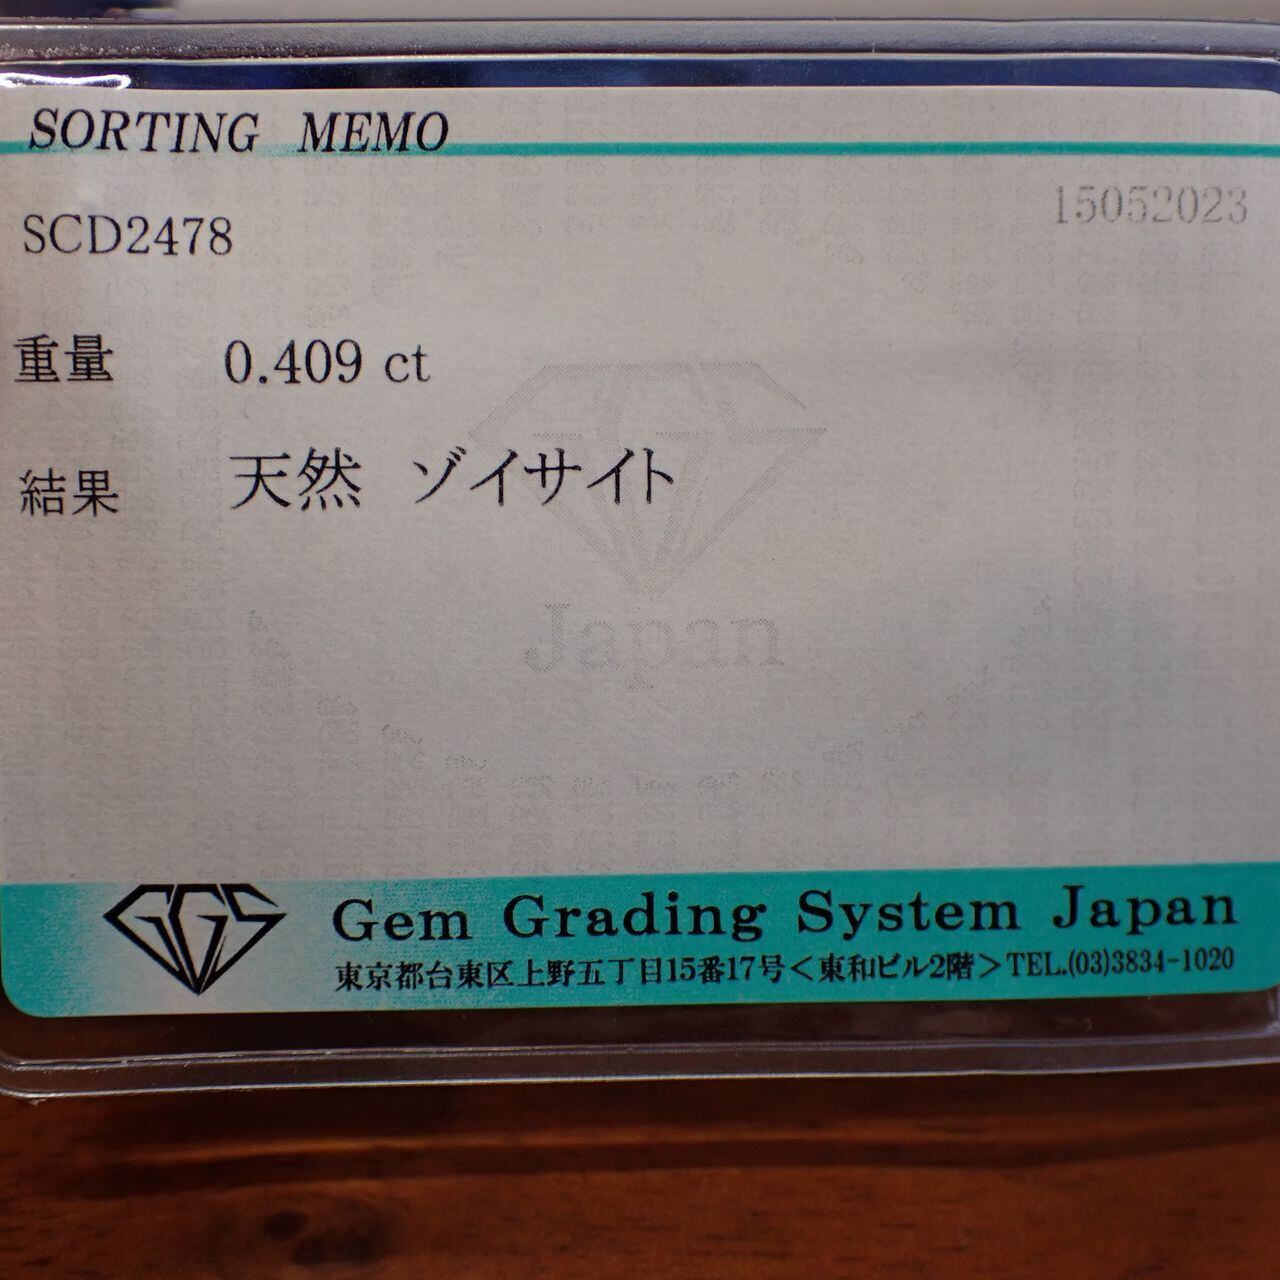 SORTING MEMO
15052023
SCD2478
重量 0.409 ct
結果 天然 ゾイサイト
GGS
Japan
GGS
Gem Grading System Japan
東京都台東区上野五丁目15番17号<東和ビル2階>TEL.(03)3834-1020